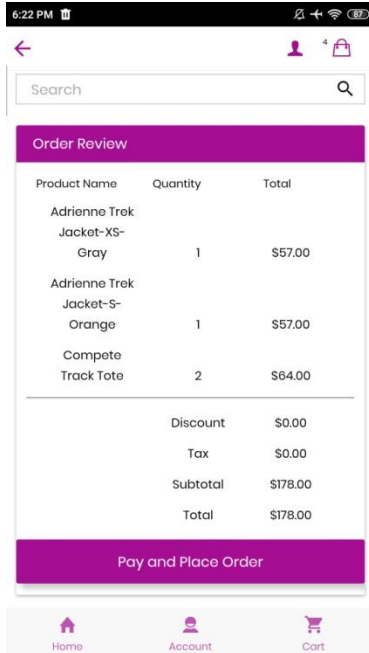 6:22 PM 87
4
Search
Order Review
Product Name Quantity Total
Adrienne Trek
Jacket-XS-
Gray 1 $57.00
Adrienne Trek
Jacket-S-
Orange 1 $57.00
Compete
Track Tote 2 $64.00
Discount $0.00
Tax $0.00
Subtotal $178.00
Total $178.00
Pay and Place Order
Home Account Cart